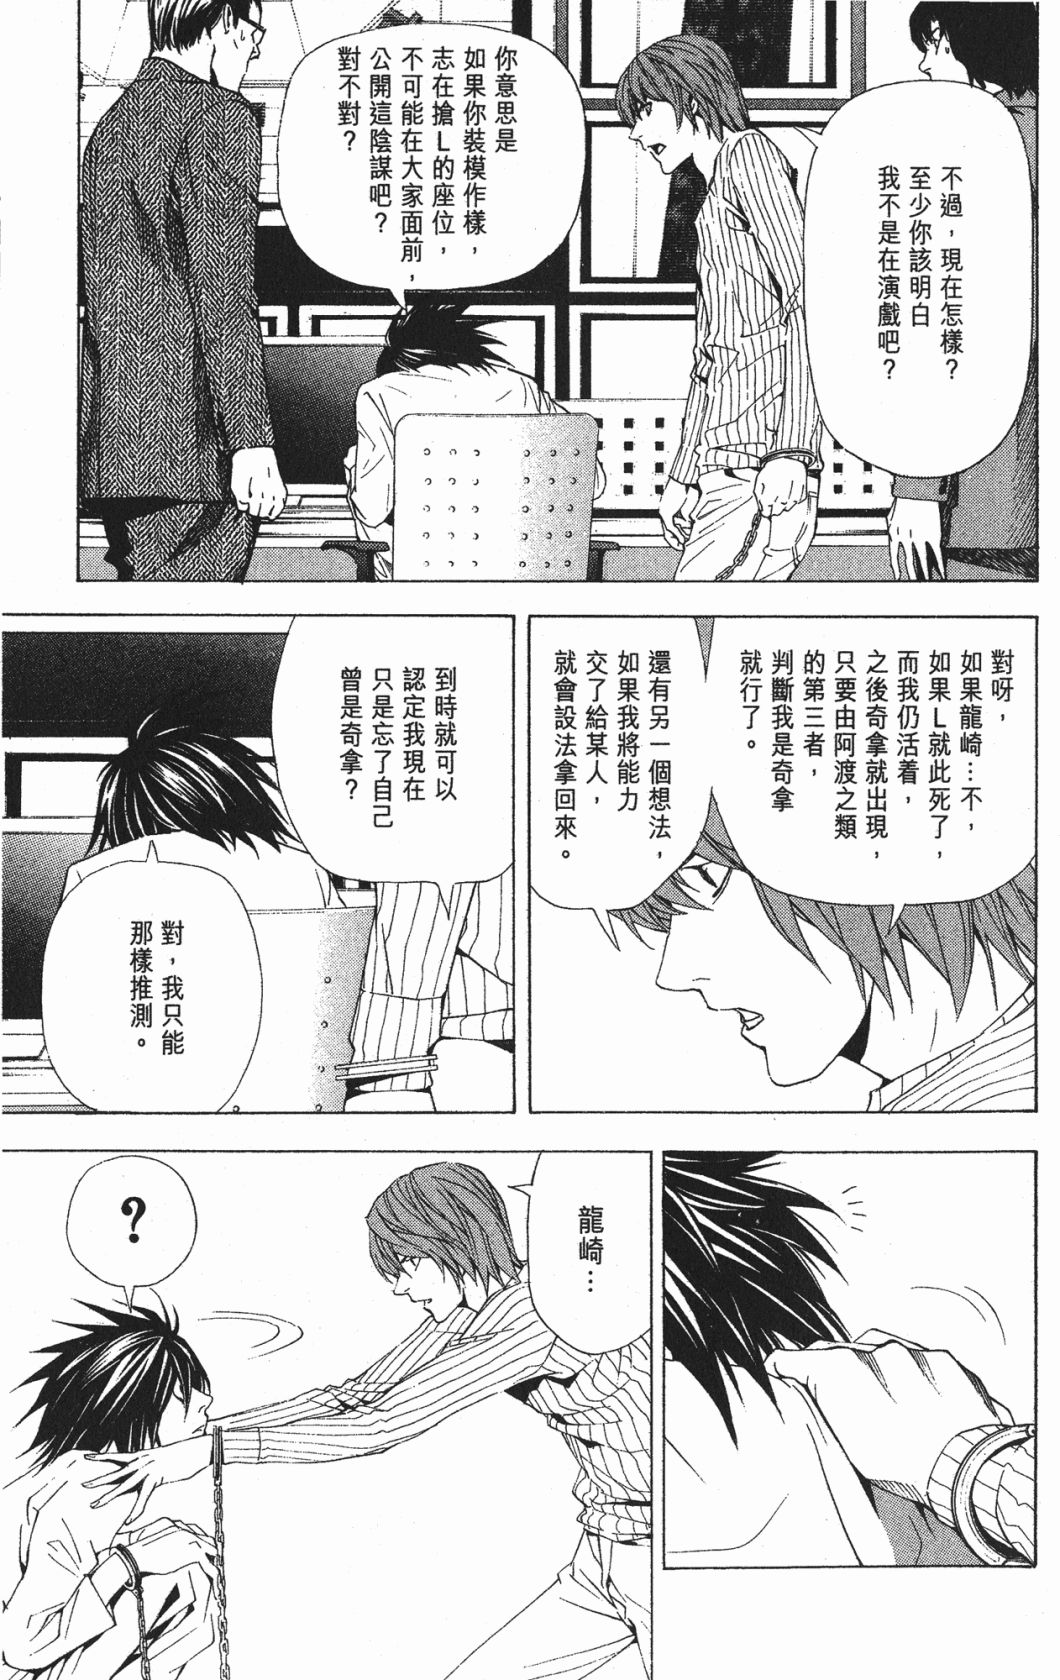 不過，現在怎樣？
至少你該明白
我不是在演戲吧？
你意思是
如果你裝模作樣，
志在搶L的座位，
不可能在大家面前，
公開這陰謀吧？
對不對？
對呀，
如果龍崎…不，
如果L就此死了，
而我仍活着，
之後奇拿就出現，
只要由阿渡之類
的第三者，
判斷我是奇拿
就行了。
還有另一個想法，
如果我將能力
交了給某人，
就會設法拿回來。
到時就可以
認定我現在
只是忘了自己
曾是奇拿？
對，我只能
那樣推測。
龍崎…
？